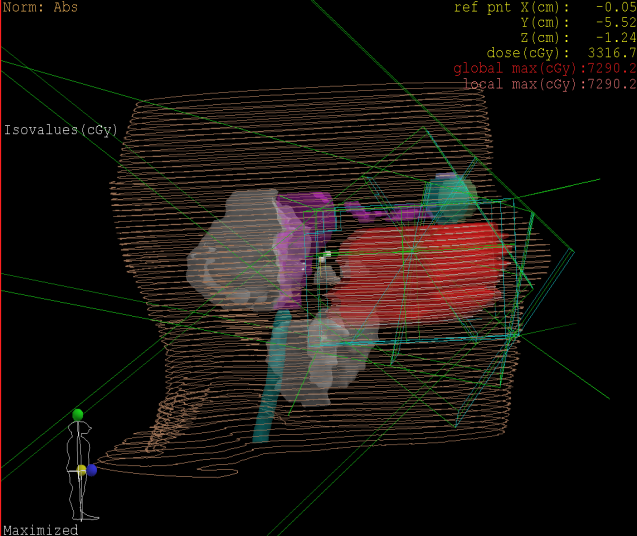 Norm: Abs
ref pnt X(cm): -0.05
Y(cm): -5.52
Z(cm): -1.24
dose(cGy): 3316.7
global max(cGy):7290.2
local max(cGy):7290.2
Isovalues(cGy)
Maximized